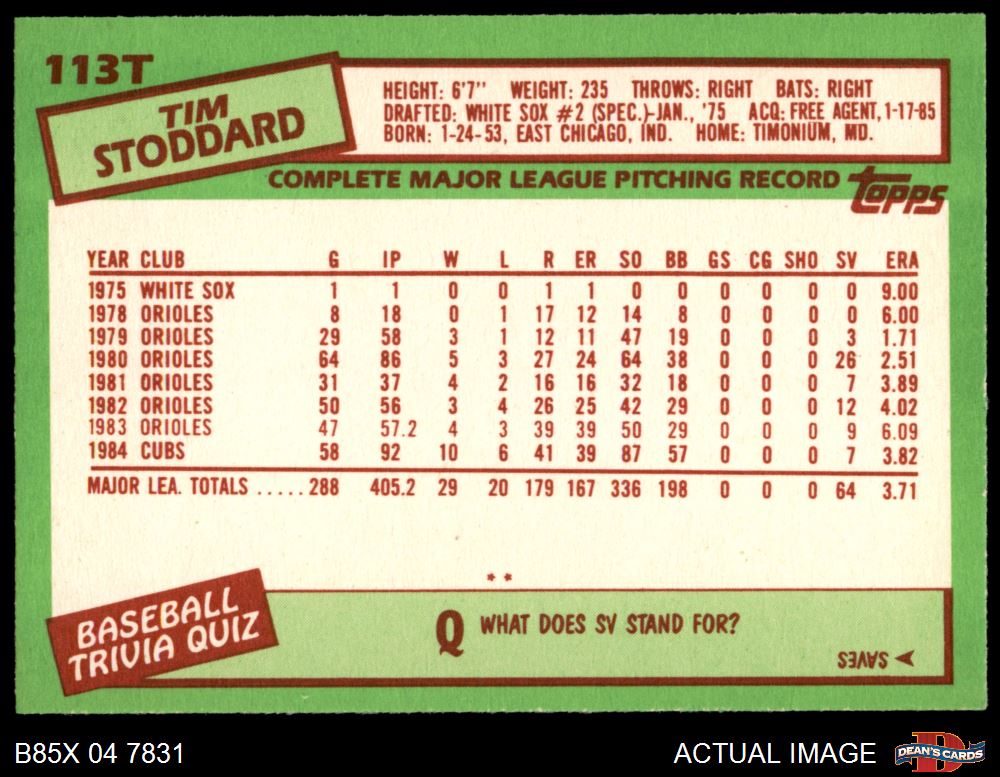 113T
TIM
STODDARD
HEIGHT: 6'7" WEIGHT: 235 THROWS: RIGHT BATS: RIGHT
DRAFTED: WHITE SOX #2 (SPEC.)-JAN., '75 ACQ: FREE AGENT, 1-17-85
BORN: 1-24-53, EAST CHICAGO, IND. HOME: TIMONIUM, MD.
COMPLETE MAJOR LEAGUE PITCHING RECORD topps
YEAR CLUB G IP W L R ER SO BB GS CG SHO SV ERA
1975 WHITE SOX 1 1 0 0 1 1 0 0 0 0 0 0 9.00
1978 ORIOLES 8 18 0 1 17 12 14 8 0 0 0 0 6.00
1979 ORIOLES 29 58 3 1 12 11 47 19 0 0 0 3 1.71
1980 ORIOLES 64 86 5 3 27 24 64 38 0 0 0 26 2.51
1981 ORIOLES 31 37 4 2 16 16 32 18 0 0 0 7 3.89
1982 ORIOLES 50 56 3 4 26 25 42 29 0 0 0 12 4.02
1983 ORIOLES 47 57.2 4 3 39 39 50 29 0 0 0 9 6.09
1984 CUBS 58 92 10 6 41 39 87 57 0 0 0 7 3.82
MAJOR LEA. TOTALS .....288 405.2 29 20 179 167 336 198 0 0 0 64 3.71
**
BASEBALL
TRIVIA QUIZ
Q WHAT DOES SV STAND FOR?
SAVES
B85X 04 7831 ACTUAL IMAGE DEAN'S CARDS